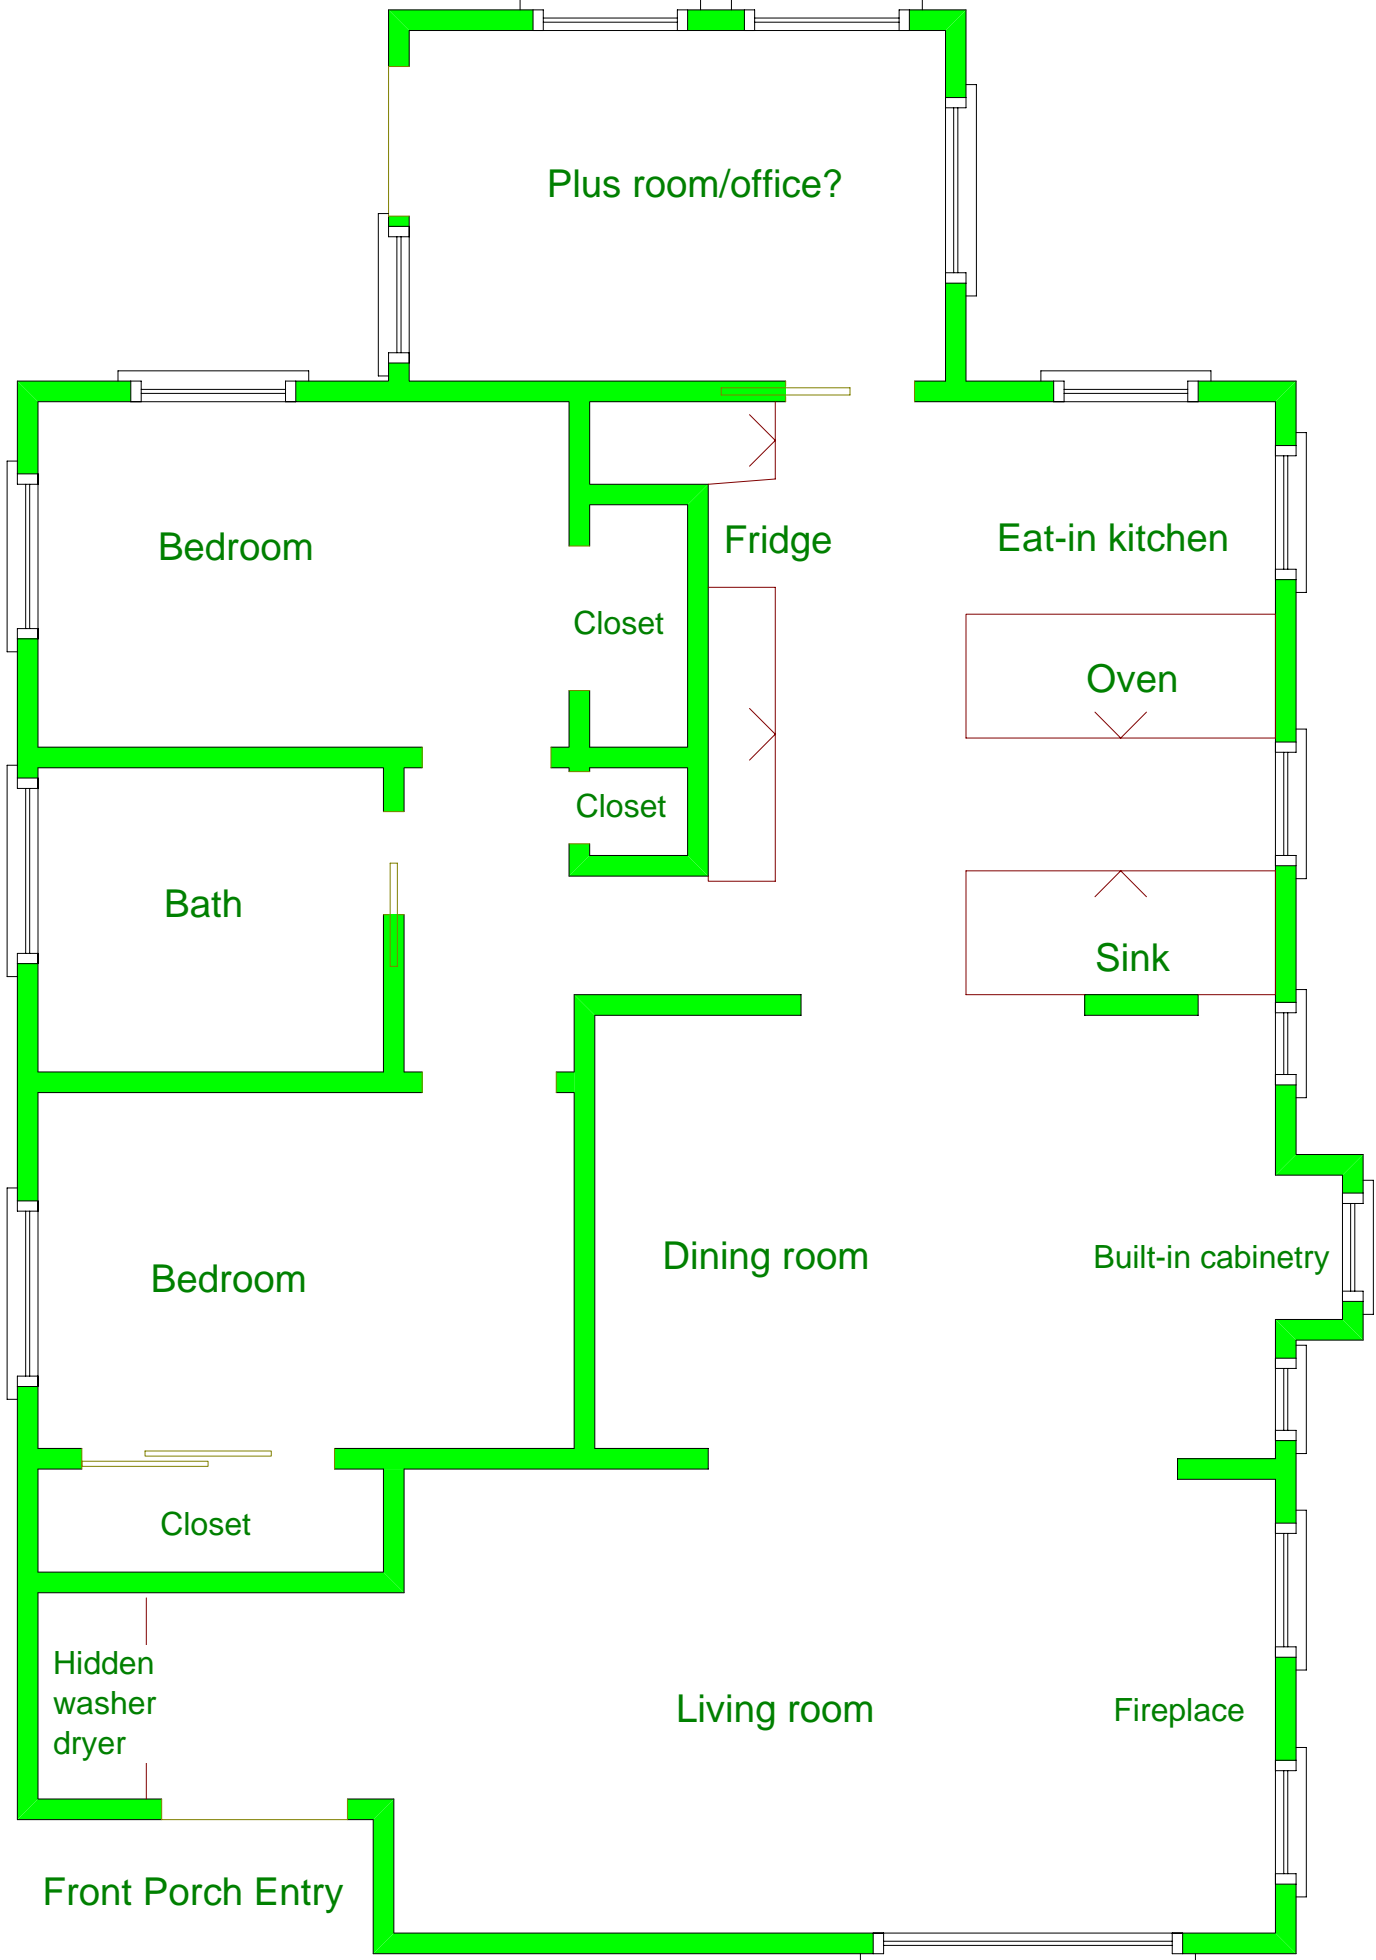 Plus room/office?
Bedroom
Fridge
Eat-in kitchen
Closet
Oven
Closet
Bath
Sink
Dining room
Built-in cabinetry
Bedroom
Closet
Hidden
washer
dryer
Living room
Fireplace
Front Porch Entry